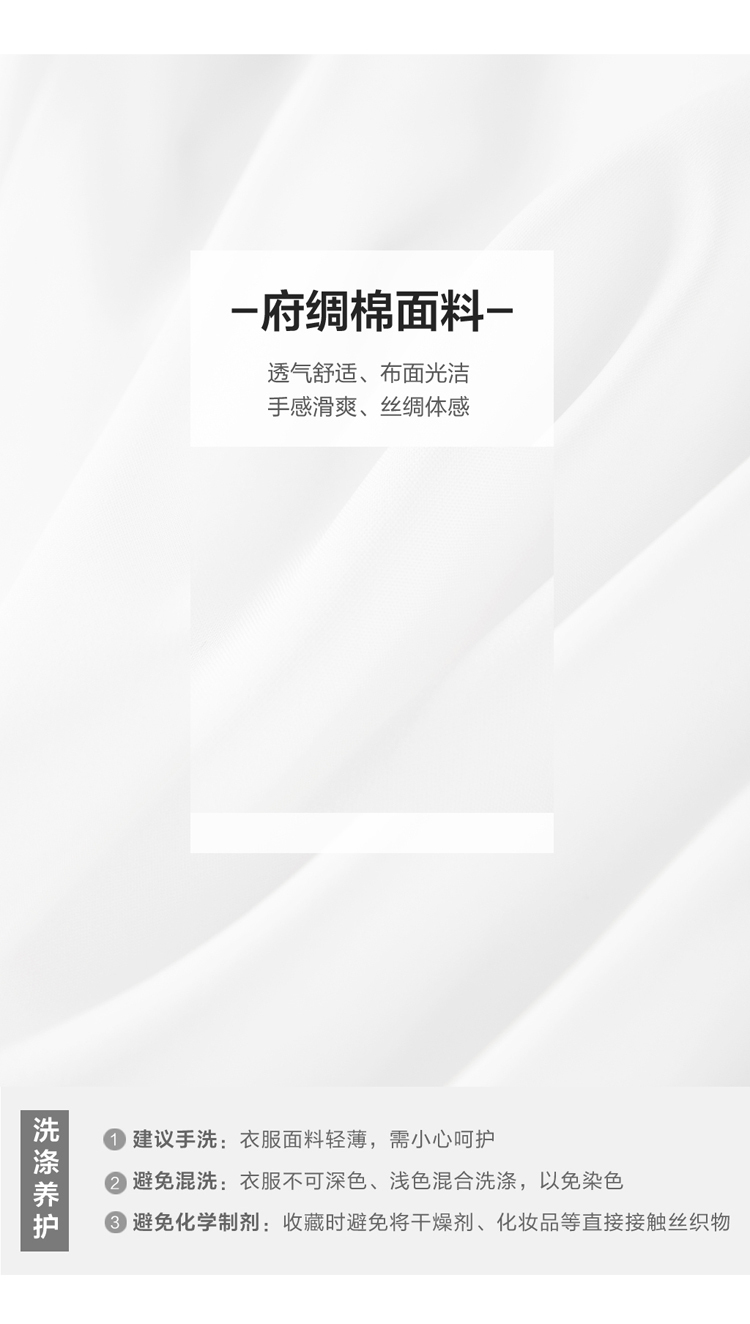 –府绸棉面料–
透气舒适、布面光洁
手感滑爽、丝绸体感
洗涤养护
1 建议手洗：衣服面料轻薄，需小心呵护
2 避免混洗：衣服不可深色、浅色混合洗涤，以免染色
3 避免化学制剂：收藏时避免将干燥剂、化妆品等直接接触丝织物